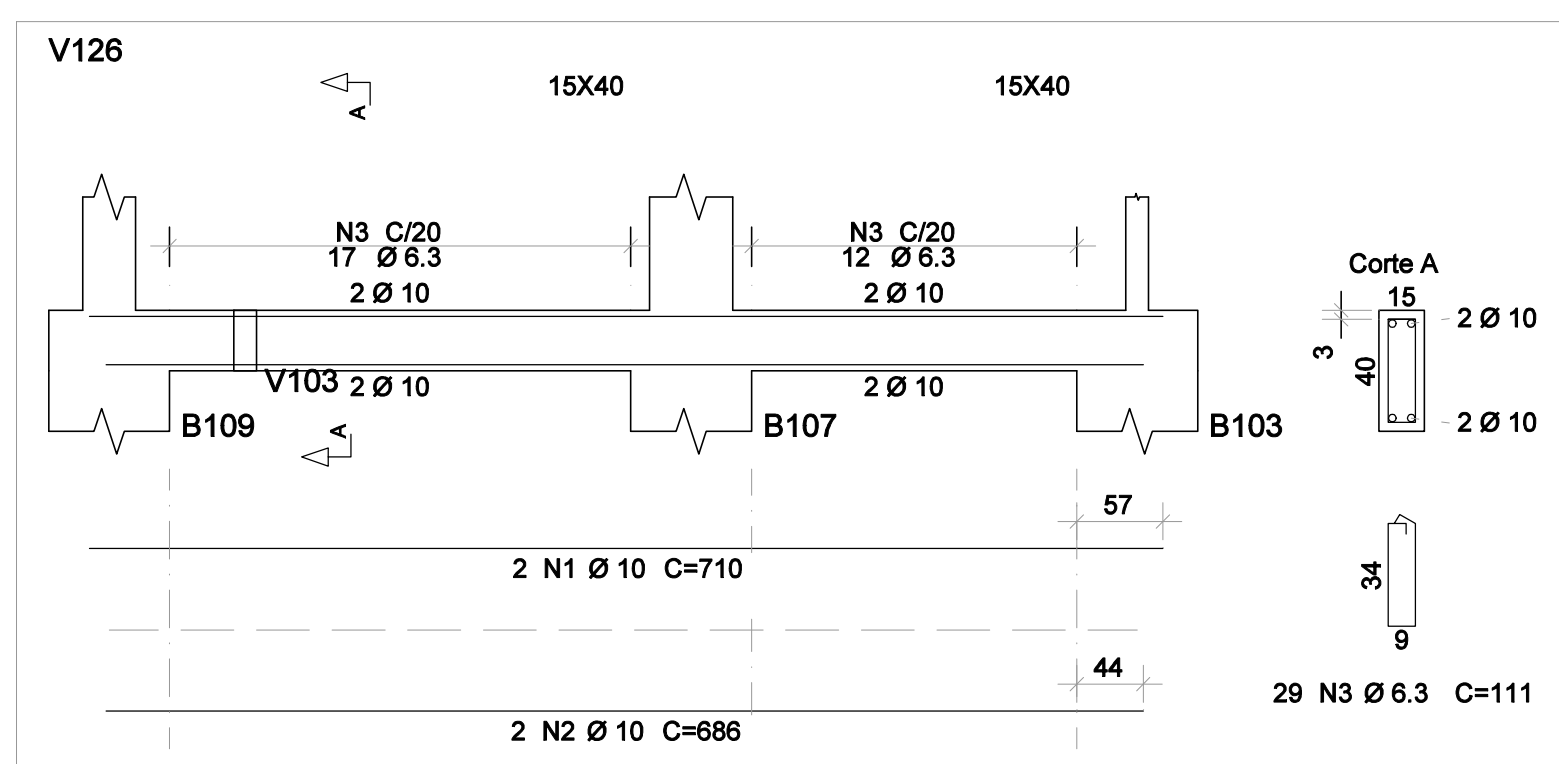 V126
15X40
15X40
A
N3 C/20
17 Ø 6.3
2 Ø 10
N3 C/20
12 Ø 6.3
2 Ø 10
V103
2 Ø 10
2 Ø 10
B109
B107
B103
A
Corte A
15
2 Ø 10
3
40
2 Ø 10
57
2 N1 Ø 10 C=710
34
9
44
29 N3 Ø 6.3 C=111
2 N2 Ø 10 C=686